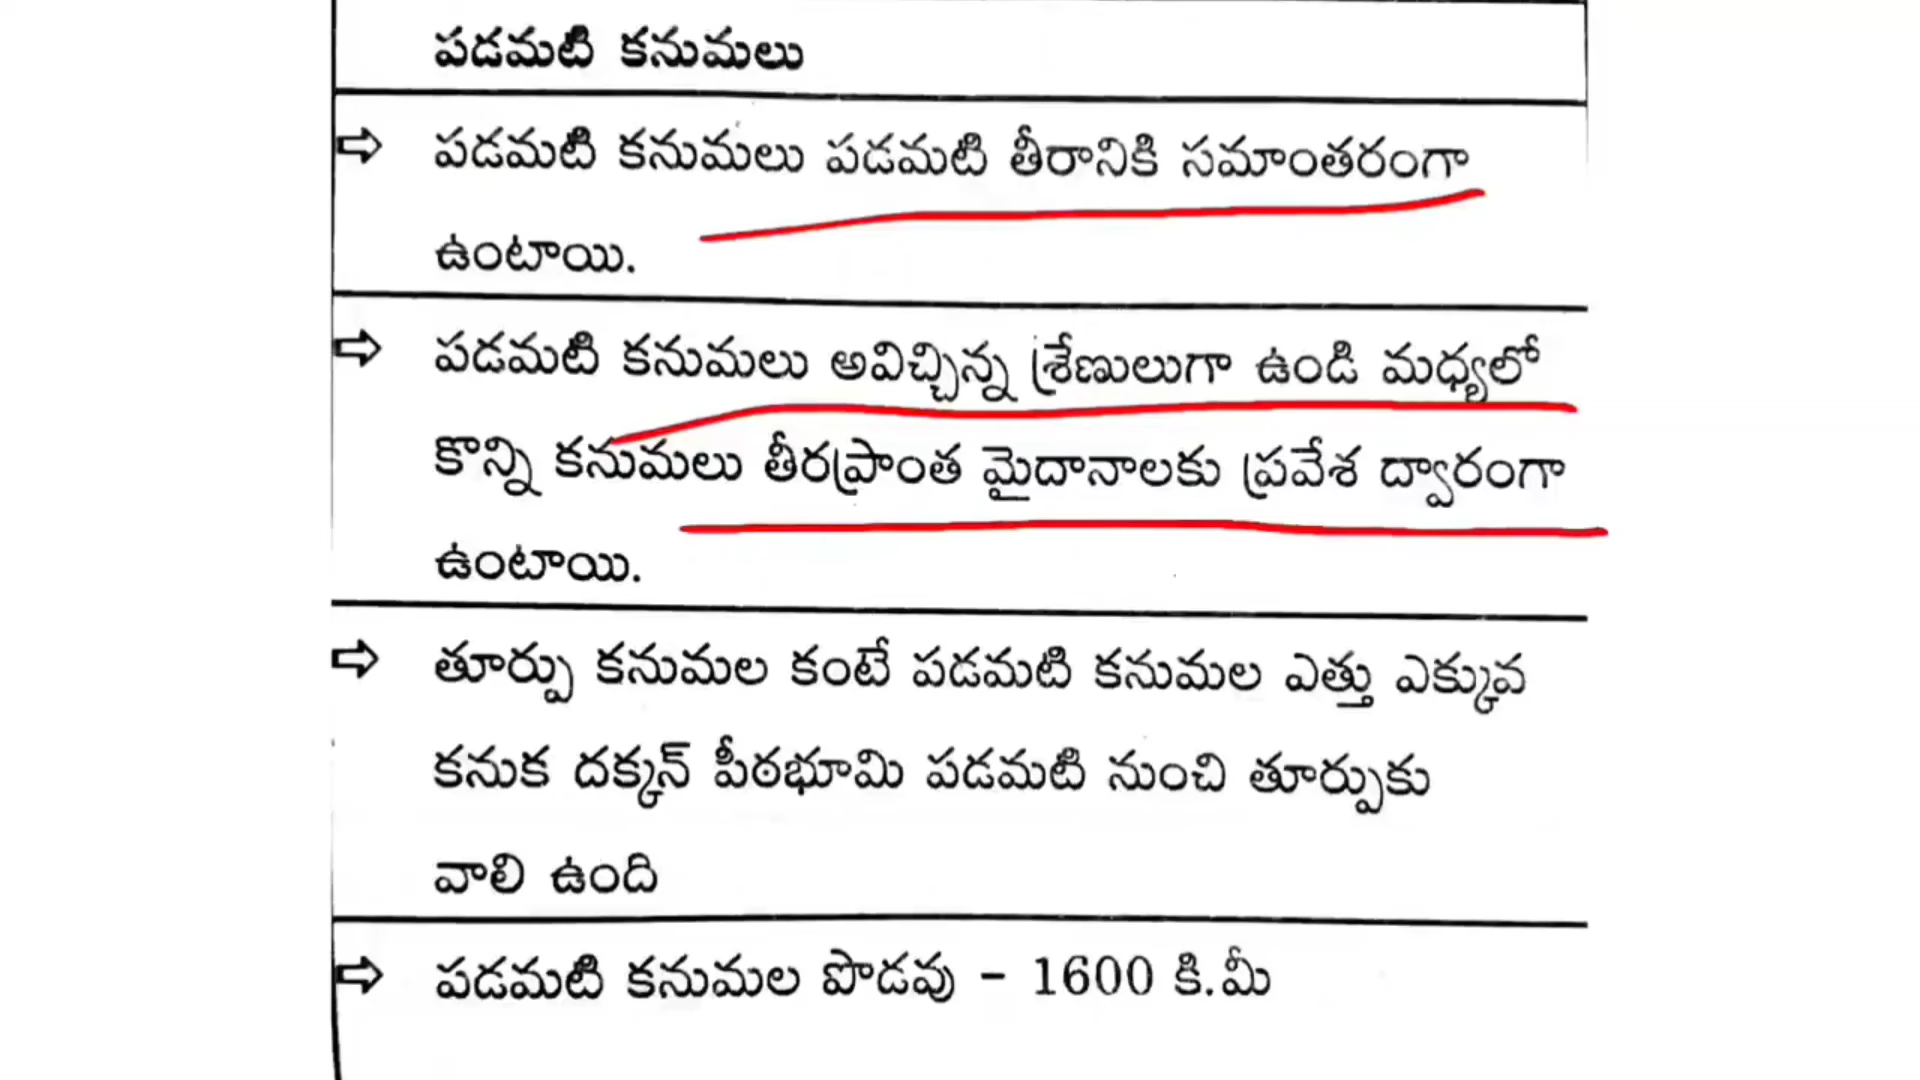 పడమటి కనుమలు
⇨ పడమటి కనుమలు పడమటి తీరానికి సమాంతరంగా
ఉంటాయి.
⇨ పడమటి కనుమలు అవిచ్చిన్న శ్రేణులుగా ఉండి మధ్యలో
కొన్ని కనుమలు తీరప్రాంత మైదానాలకు ప్రవేశ ద్వారంగా
ఉంటాయి.
⇨ తూర్పు కనుమల కంటే పడమటి కనుమల ఎత్తు ఎక్కువ
కనుక దక్కన్ పీఠభూమి పడమటి నుంచి తూర్పుకు
వాలి ఉంది
⇨ పడమటి కనుమల పొడవు - 1600 కి.మీ